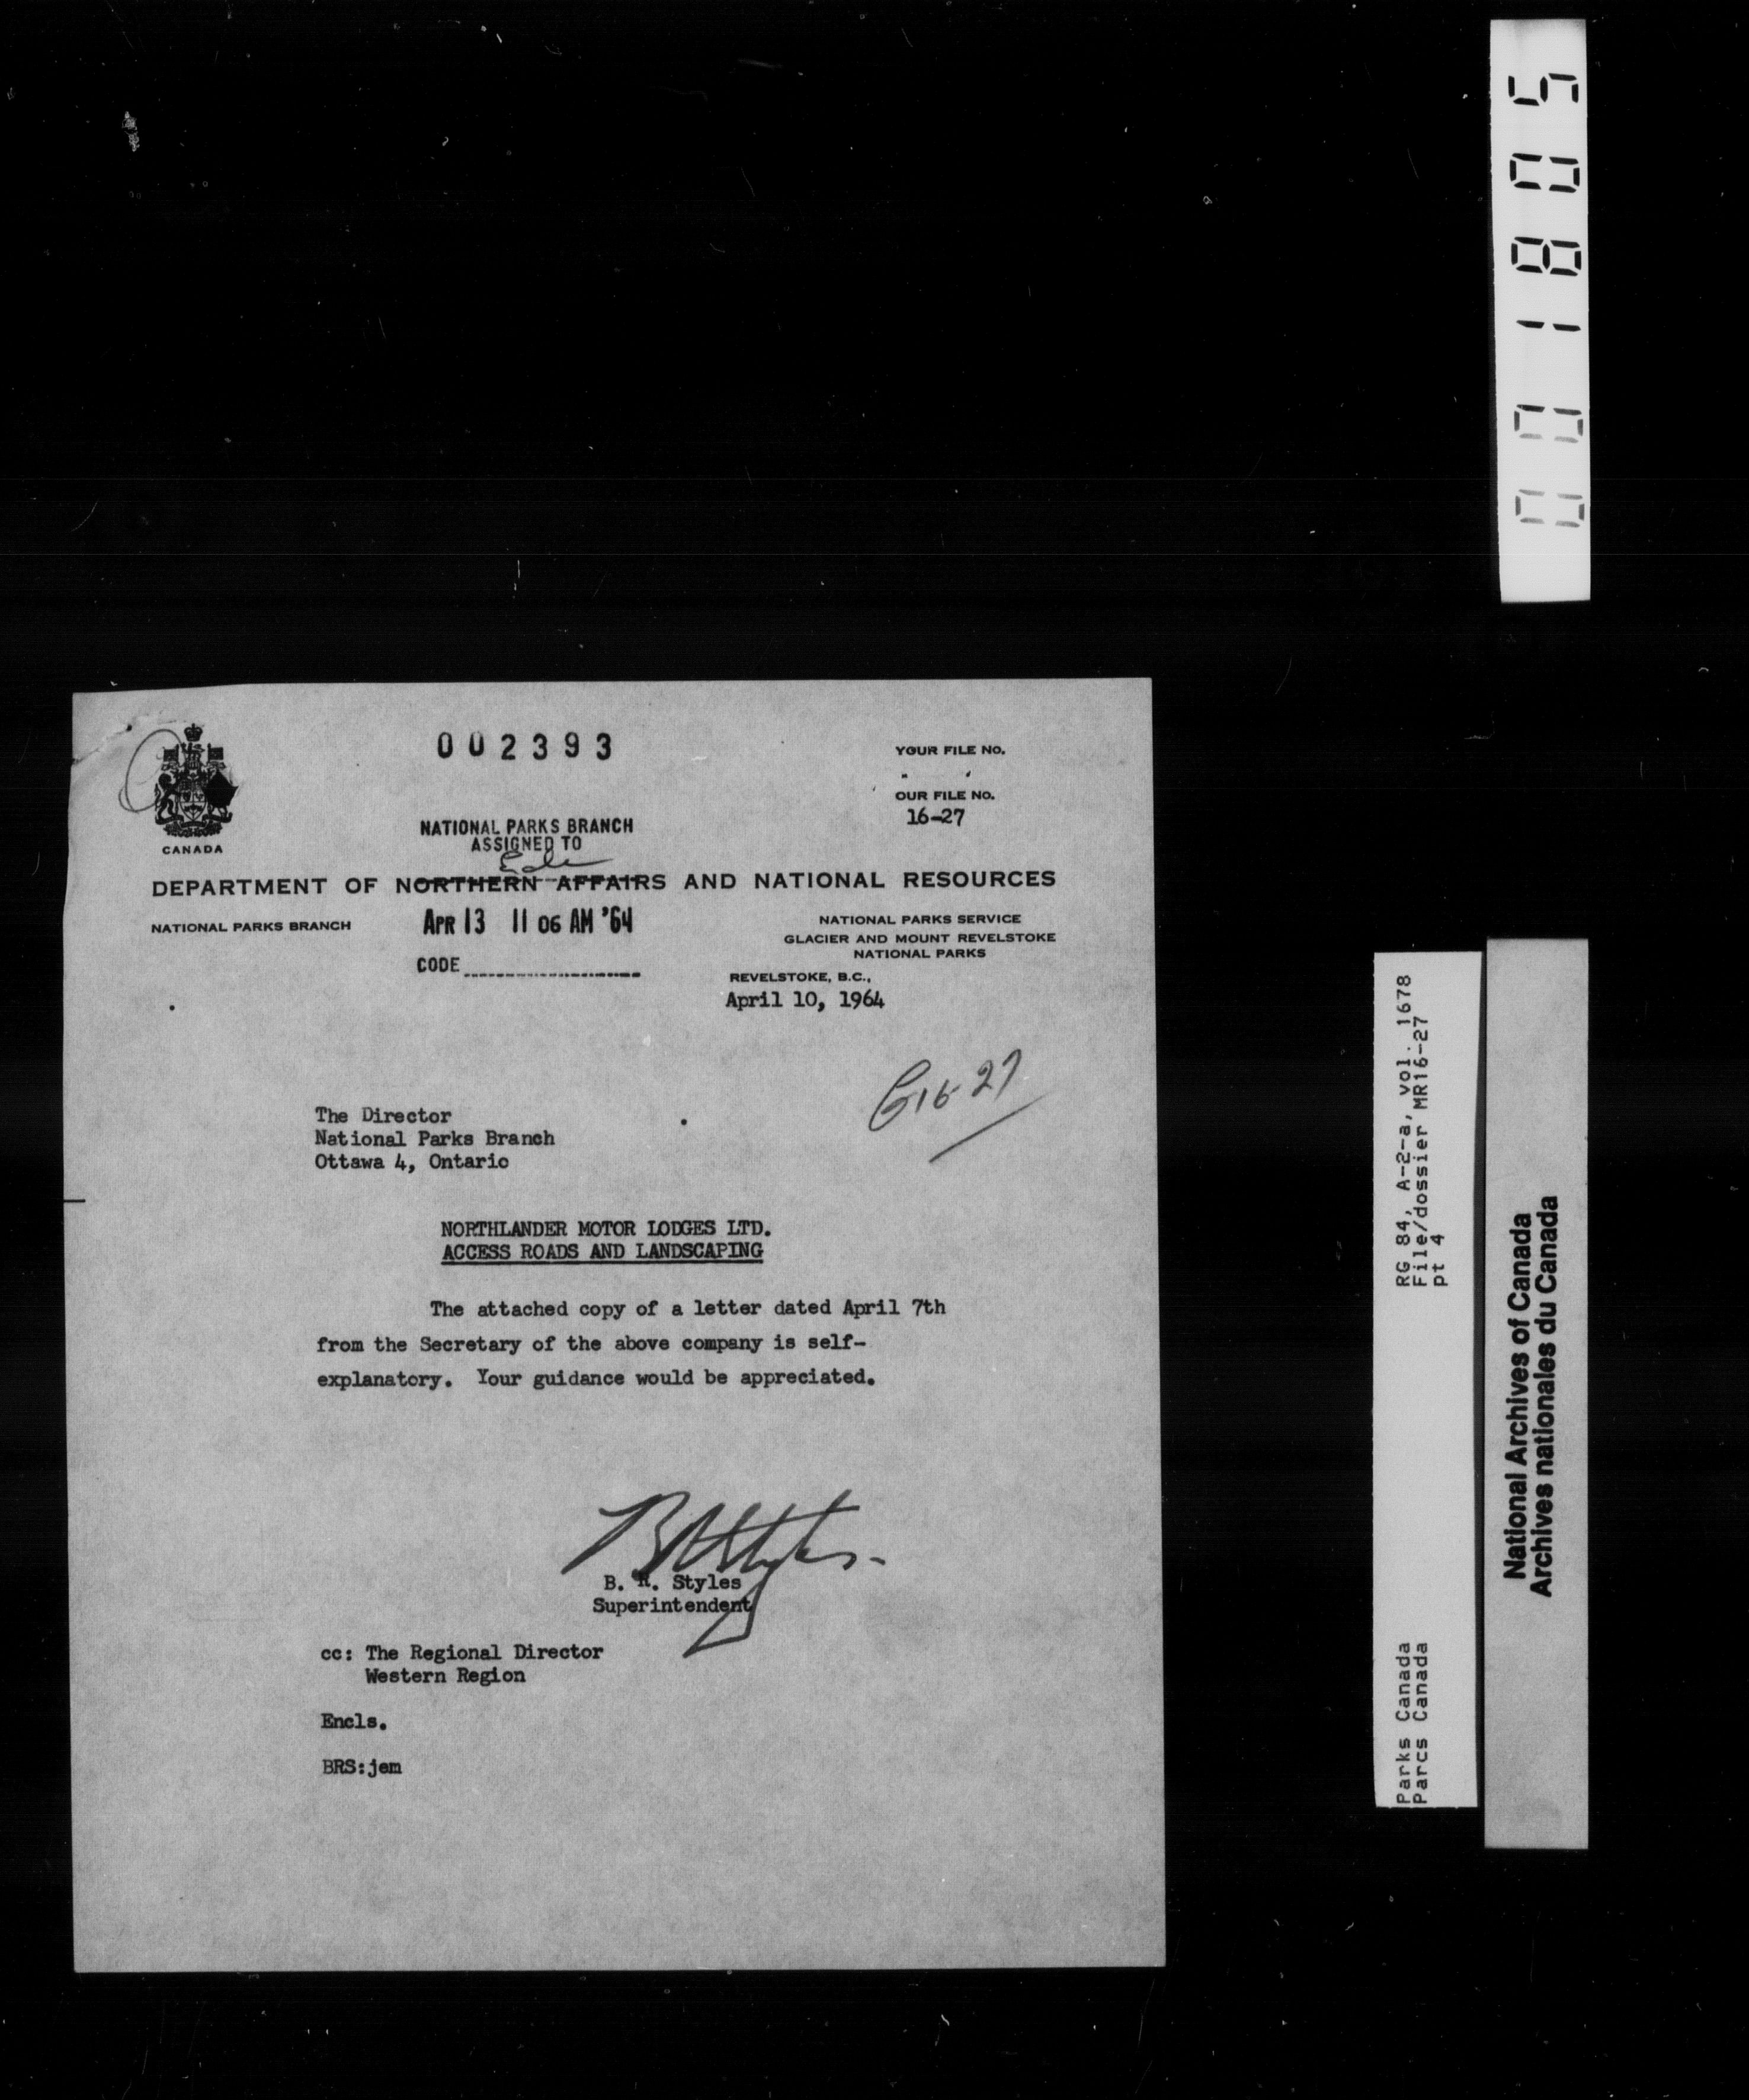 002393
YOUR FILE NO.
OUR FILE NO.
16-27
CANADA
NATIONAL PARKS BRANCH
ASSIGNED TO
DEPARTMENT OF NORTHERN AFFAIRS AND NATIONAL RESOURCES
NATIONAL PARKS BRANCH
APR 13 11 06 AM '64
CODE
NATIONAL PARKS SERVICE
GLACIER AND MOUNT REVELSTOKE
NATIONAL PARKS
REVELSTOKE, B.C.,
April 10, 1964
G16-27
The Director
National Parks Branch
Ottawa 4, Ontario
NORTHLANDER MOTOR LODGES LTD.
ACCESS ROADS AND LANDSCAPING
The attached copy of a letter dated April 7th
from the Secretary of the above company is self-
explanatory. Your guidance would be appreciated.
B. R. Styles
Superintendent
cc: The Regional Director
Western Region
Encls.
BRS:jem
001805
RG 84, A-2-a, vol. 1678
File/dossier MR16-27
pt 4
Parks Canada
Parcs Canada
National Archives of Canada
Archives nationales du Canada